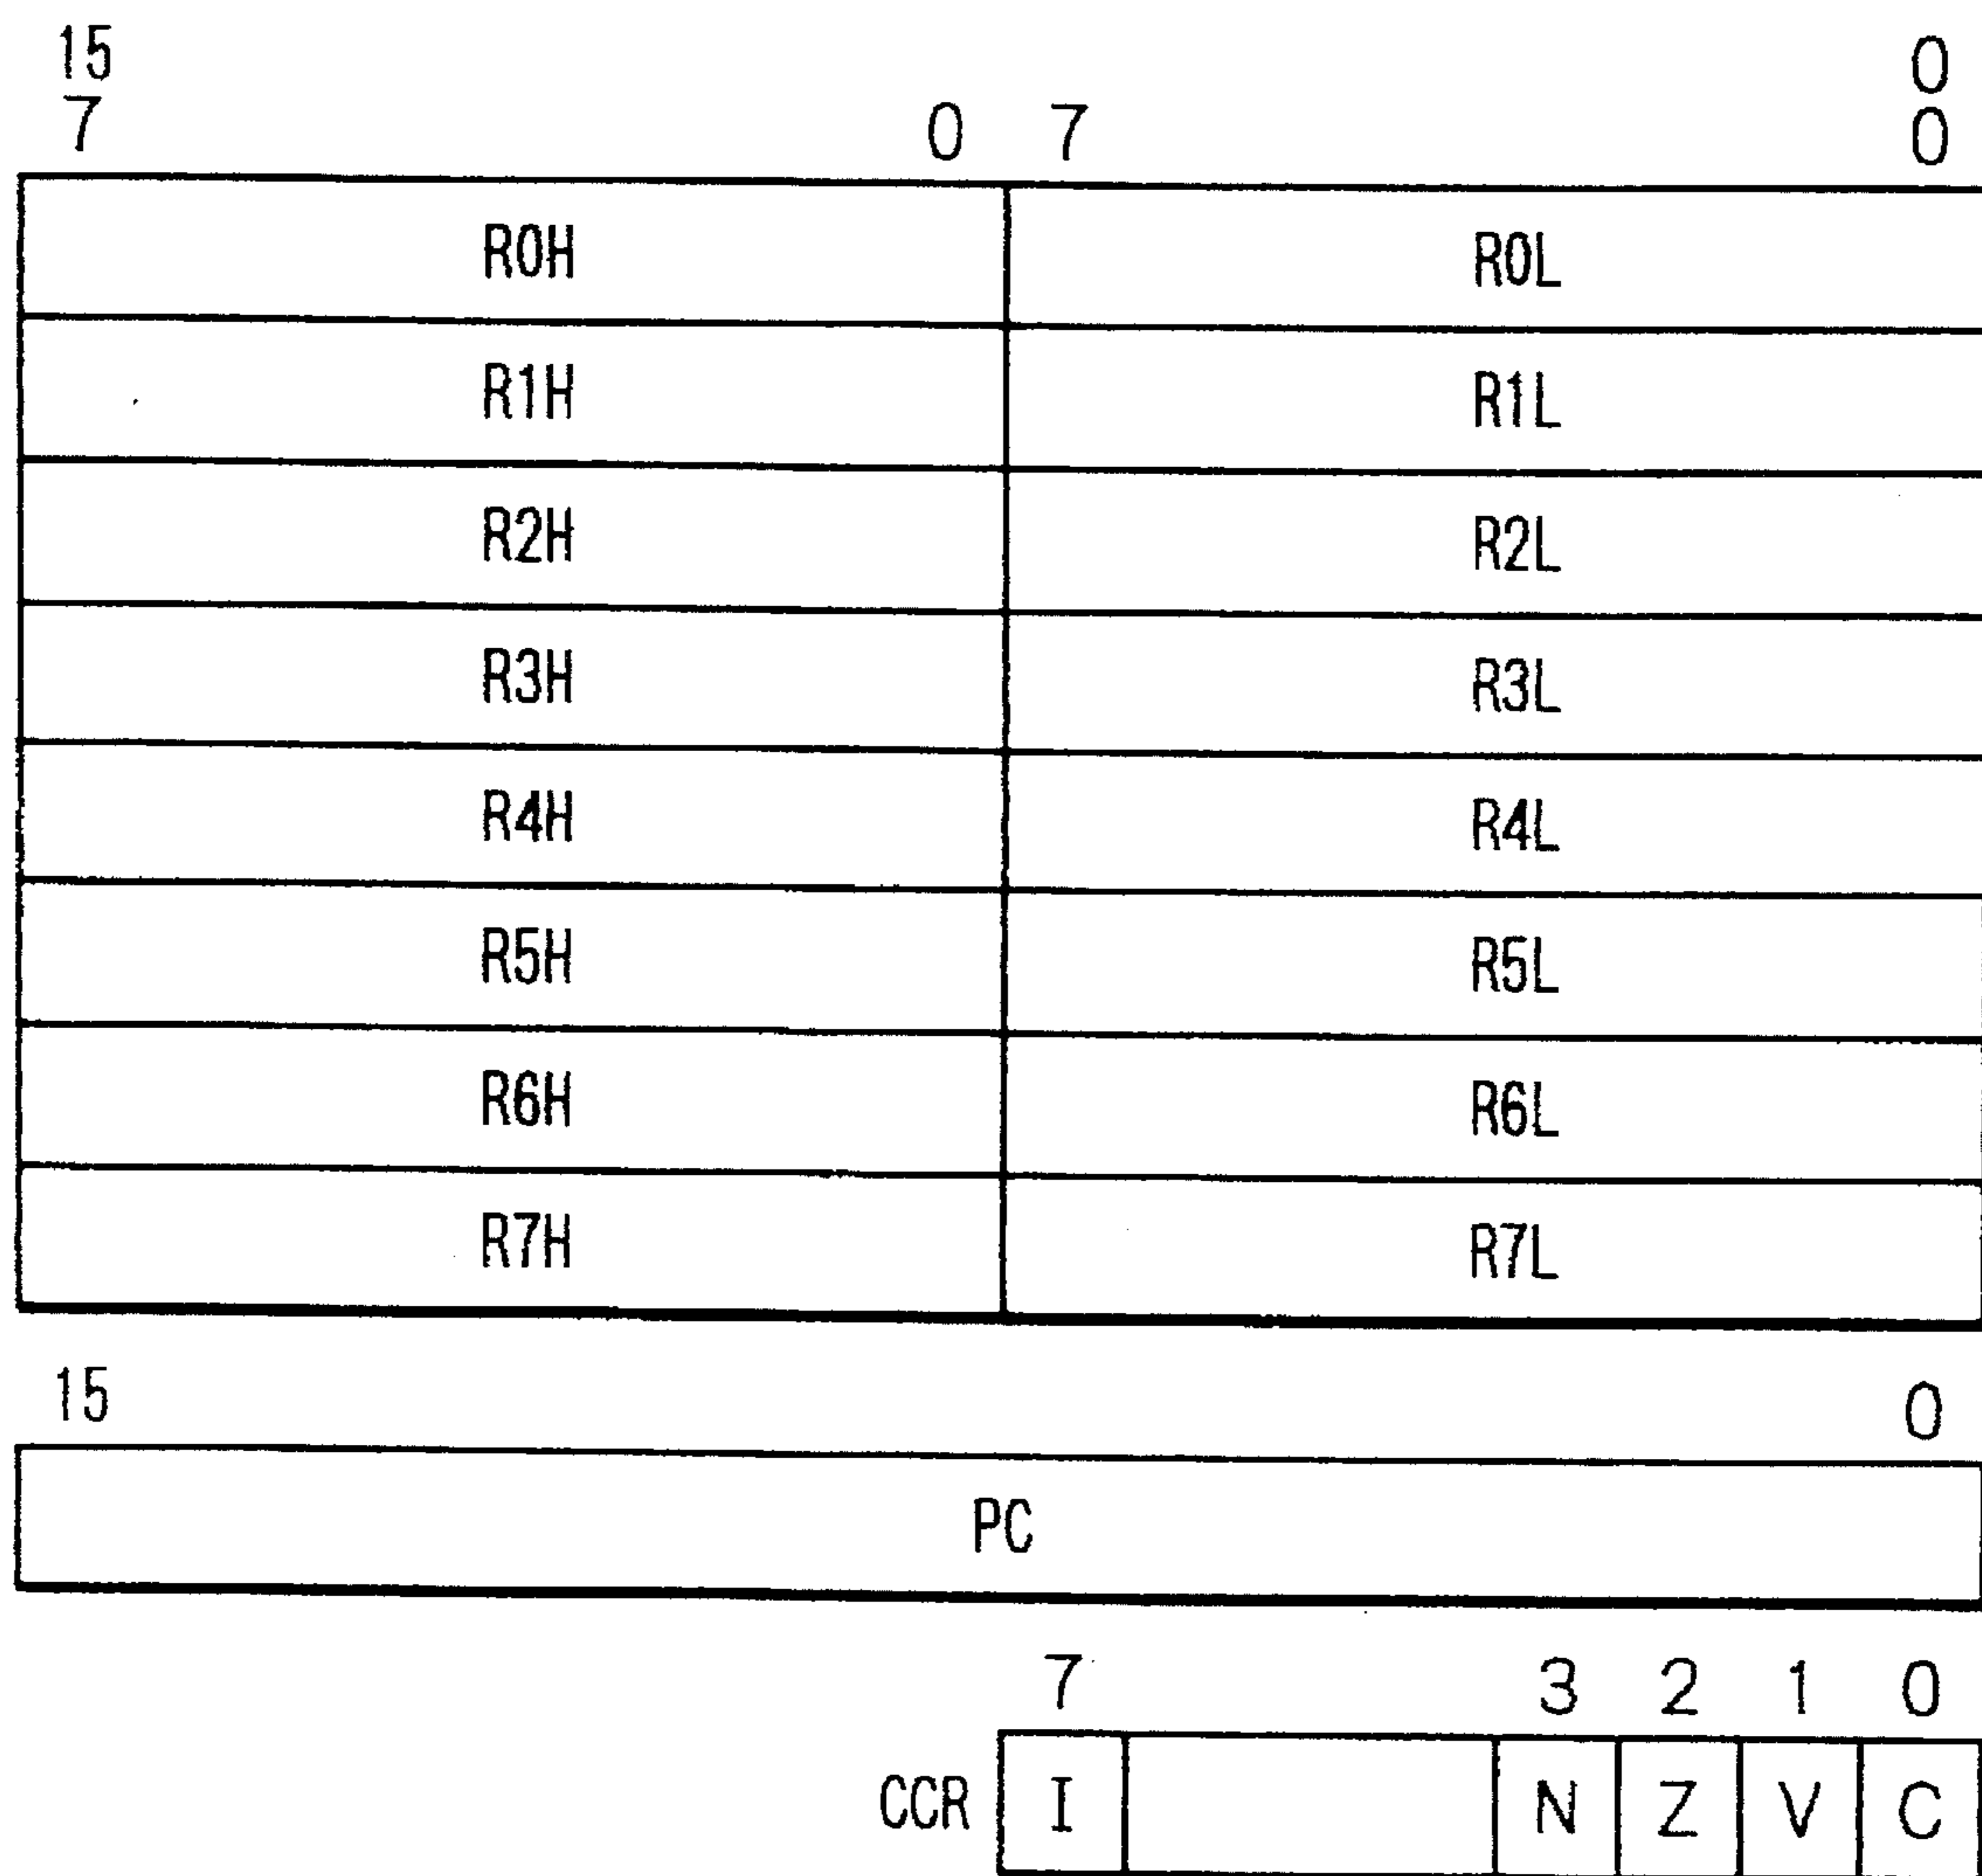 15 0
7 0 7 0
R0H R0L
R1H R1L
R2H R2L
R3H R3L
R4H R4L
R5H R5L
R6H R6L
R7H R7L
15 0
PC
7 3 2 1 0
CCR I N Z V C